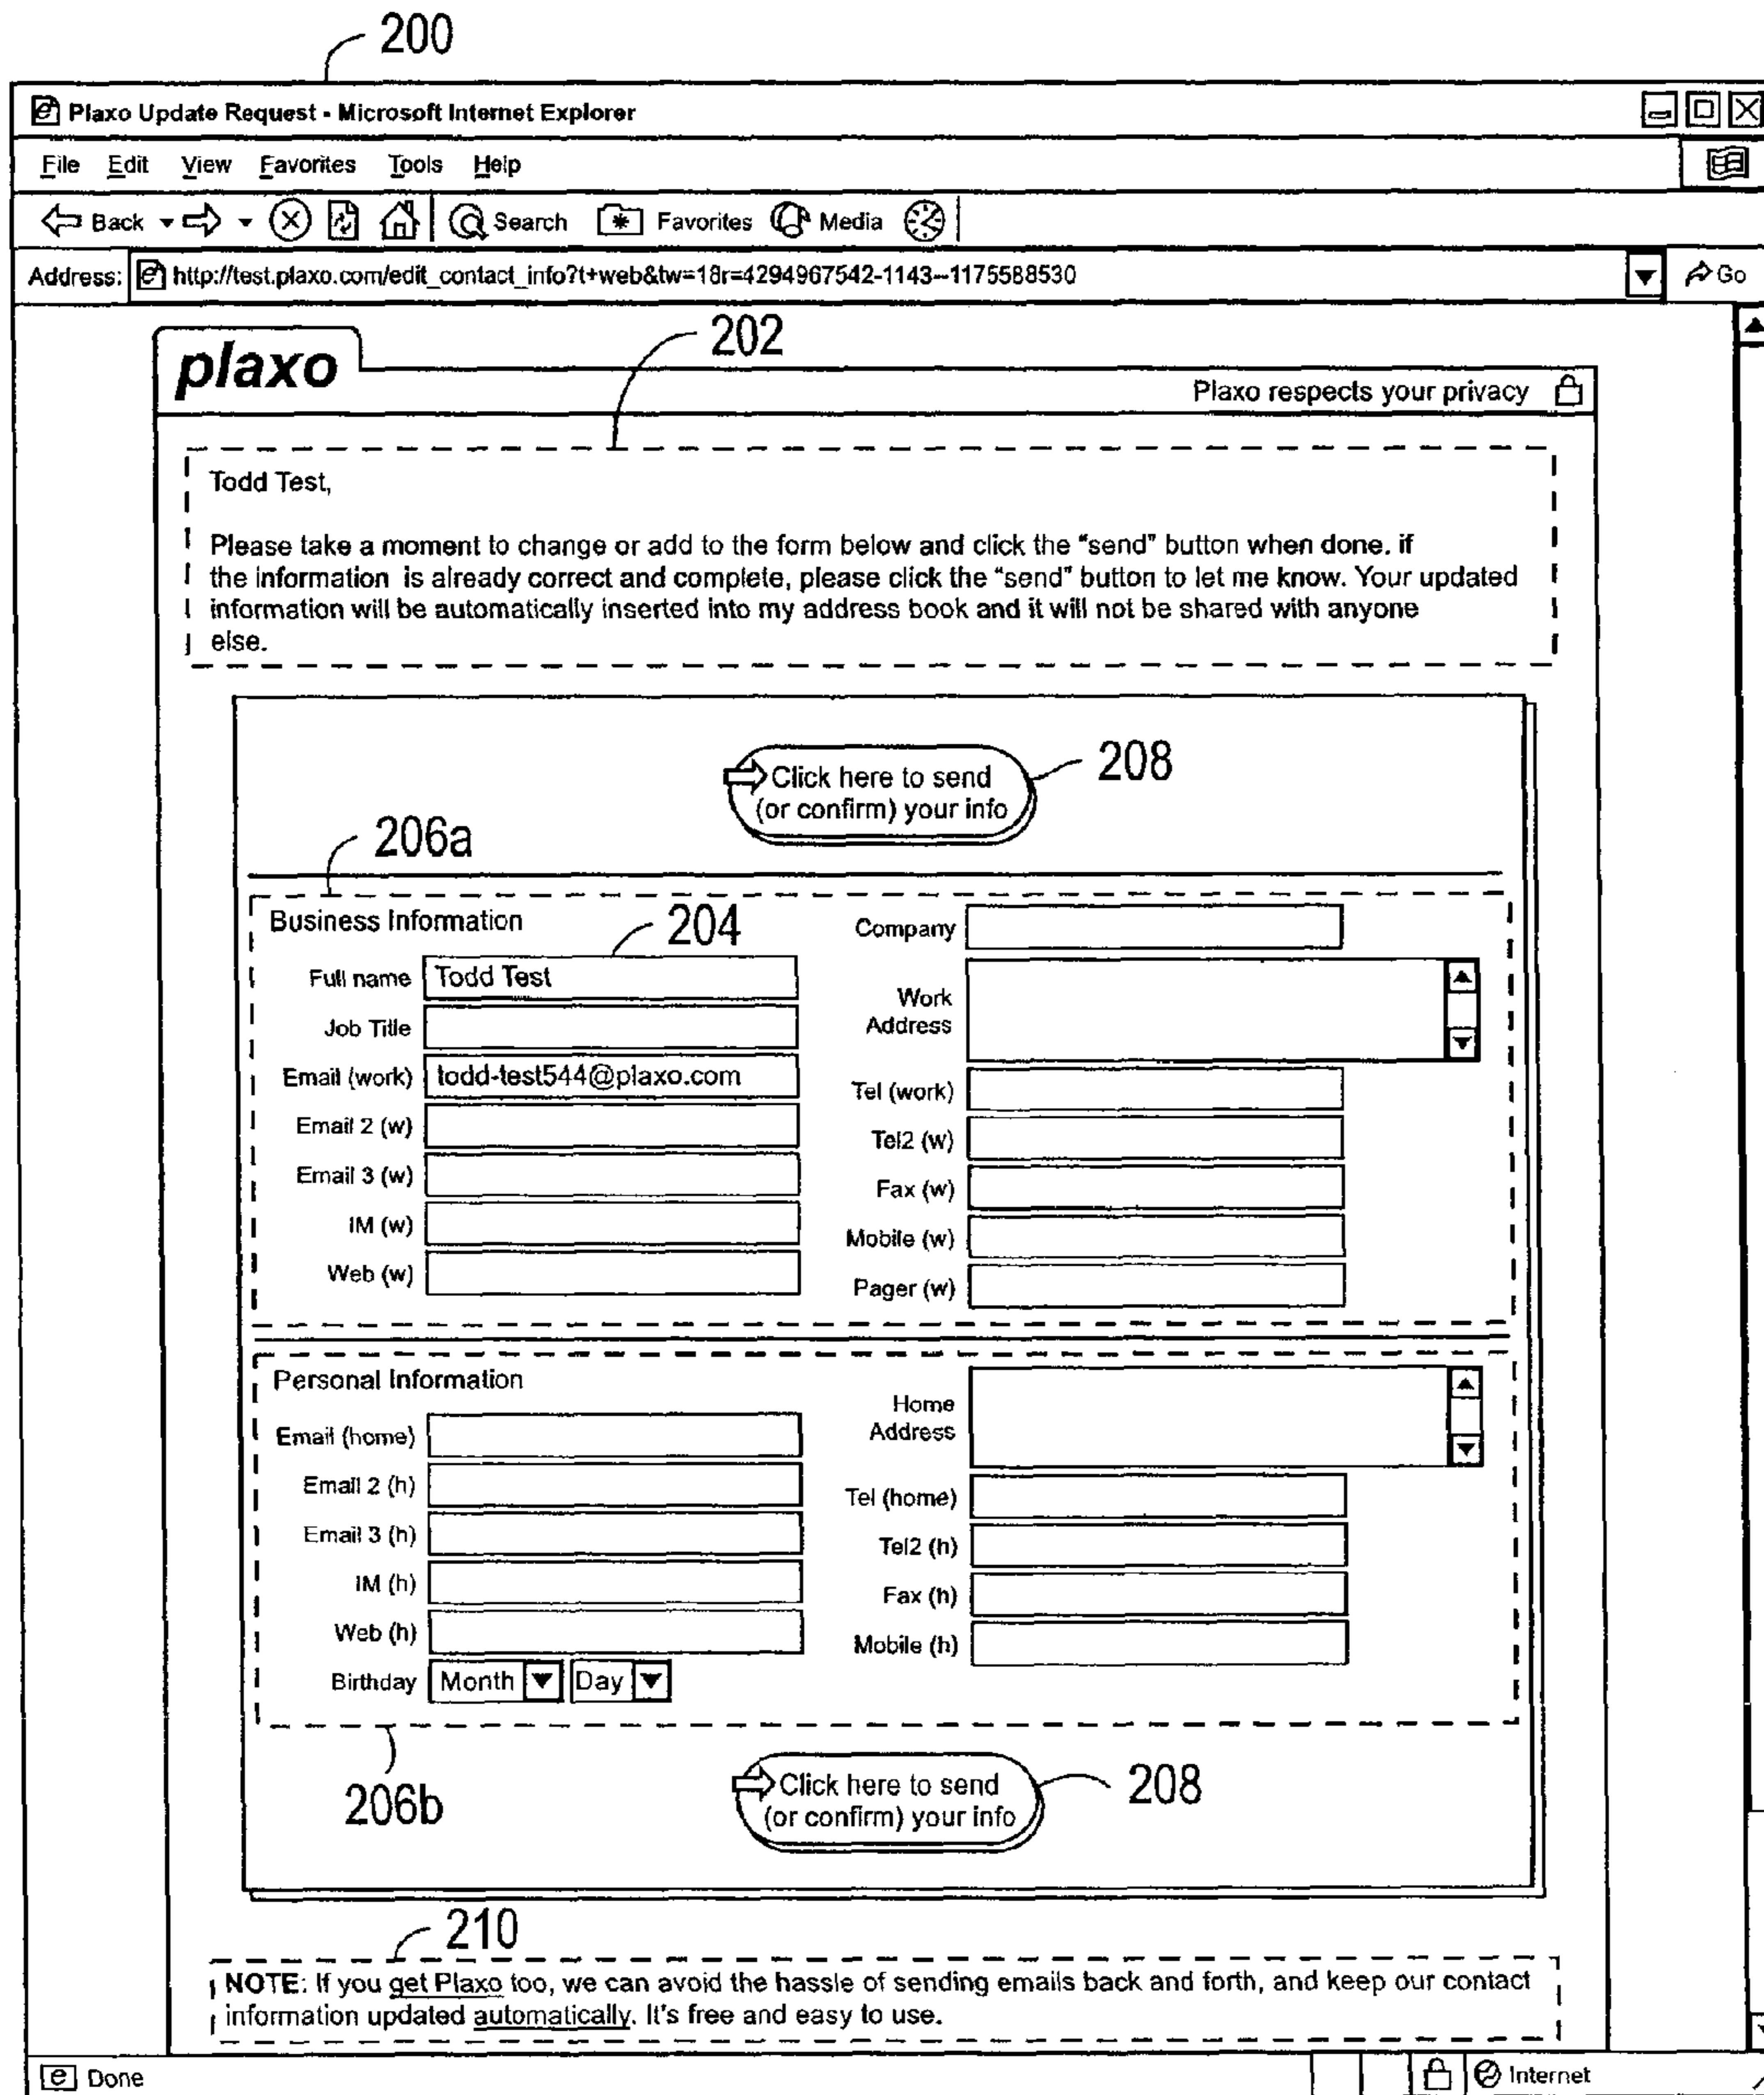 200
Plaxo Update Request - Microsoft Internet Explorer
File Edit View Favorites Tools Help
Back Search Favorites Media
Address: http://test.plaxo.com/edit_contact_info?t+web&tw=18r=4294967542-1143--1175588530 Go
202
plaxo
Plaxo respects your privacy
Todd Test,
Please take a moment to change or add to the form below and click the "send" button when done. if
the information is already correct and complete, please click the "send" button to let me know. Your updated
information will be automatically inserted into my address book and it will not be shared with anyone
else.
Click here to send
(or confirm) your info
208
206a
Business Information
204
Full name Todd Test
Job Title
Email (work) todd-test544@plaxo.com
Email 2 (w)
Email 3 (w)
IM (w)
Web (w)
Company
Work
Address
Tel (work)
Tel2 (w)
Fax (w)
Mobile (w)
Pager (w)
Personal Information
Email (home)
Email 2 (h)
Email 3 (h)
IM (h)
Web (h)
Birthday Month Day
Home
Address
Tel (home)
Tel2 (h)
Fax (h)
Mobile (h)
206b
Click here to send
(or confirm) your info
208
210
NOTE: If you get Plaxo too, we can avoid the hassle of sending emails back and forth, and keep our contact
information updated automatically. It's free and easy to use.
Done Internet